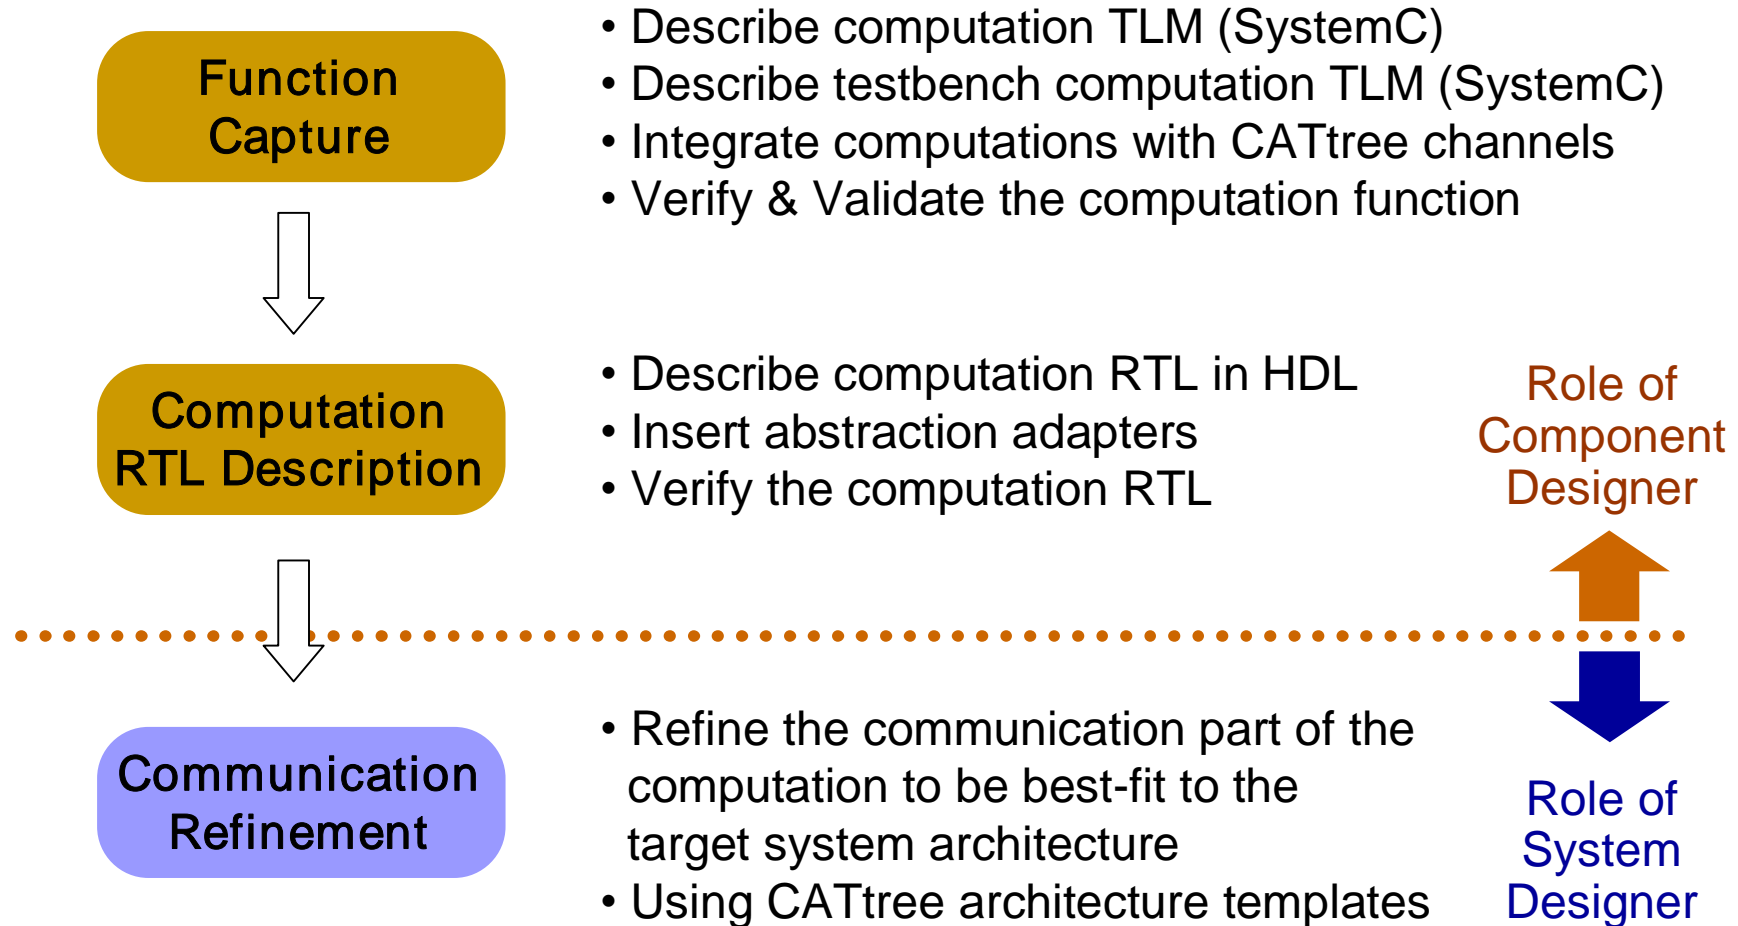 Function
Capture
• Describe computation TLM (SystemC)
• Describe testbench computation TLM (SystemC)
• Integrate computations with CATtree channels
• Verify & Validate the computation function
Computation
RTL Description
• Describe computation RTL in HDL
• Insert abstraction adapters
• Verify the computation RTL
Role of
Component
Designer
Communication
Refinement
• Refine the communication part of the
computation to be best-fit to the
target system architecture
• Using CATtree architecture templates
Role of
System
Designer